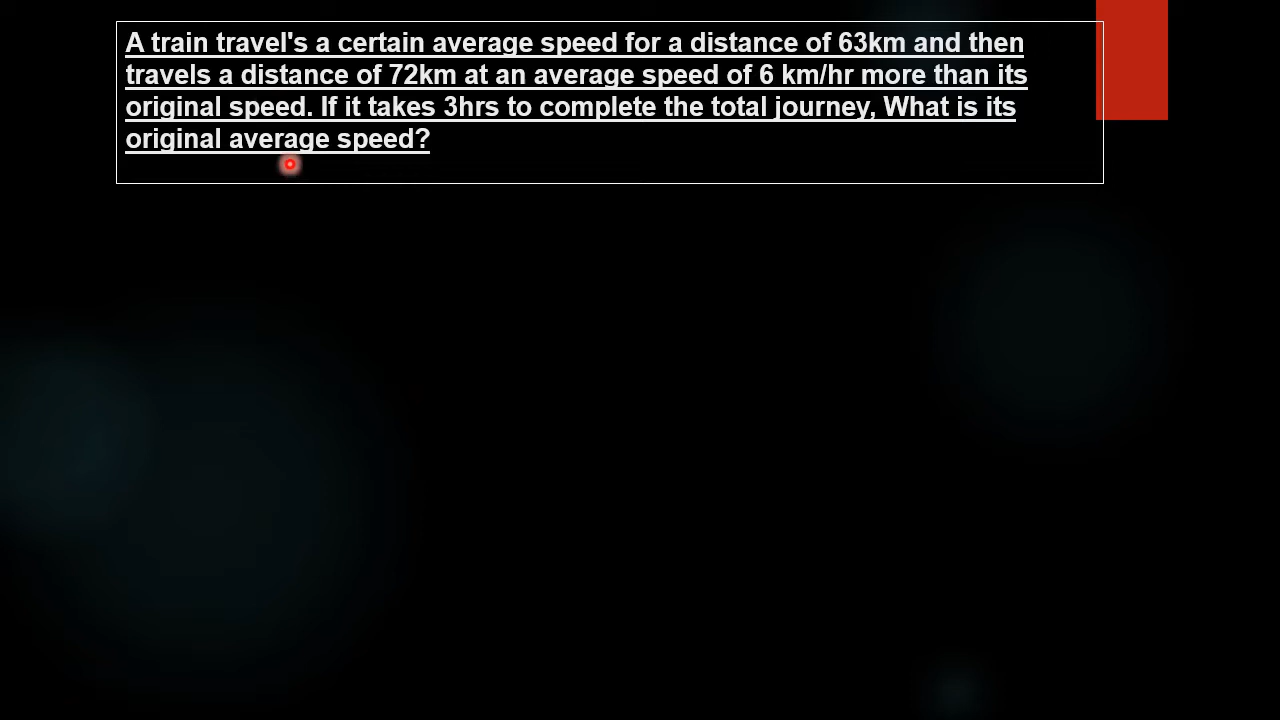 A train travel's a certain average speed for a distance of 63km and then
travels a distance of 72km at an average speed of 6 km/hr more than its
original speed. If it takes 3hrs to complete the total journey, What is its
original average speed?